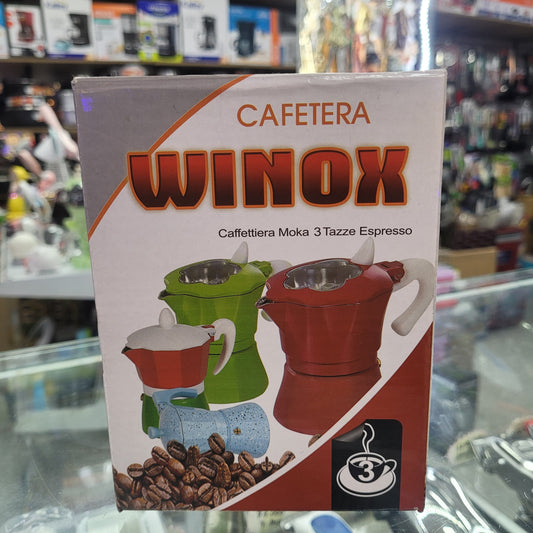 CAFETERA
WINOX
Caffettiera Moka 3 Tazze Espresso
3